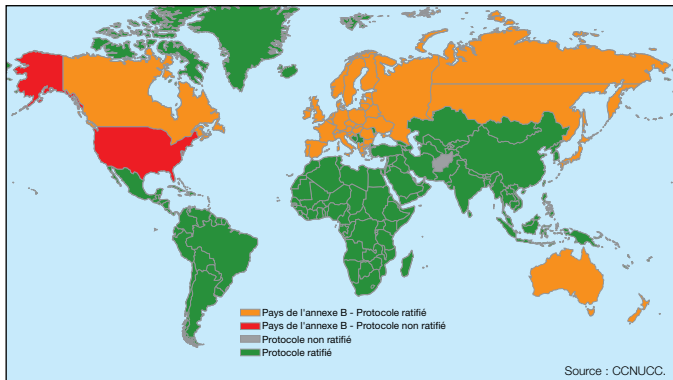 Pays de l'annexe B - Protocole ratifié
Pays de l'annexe B - Protocole non ratifié
Protocole non ratifié
Protocole ratifié
Source : CCNUCC.